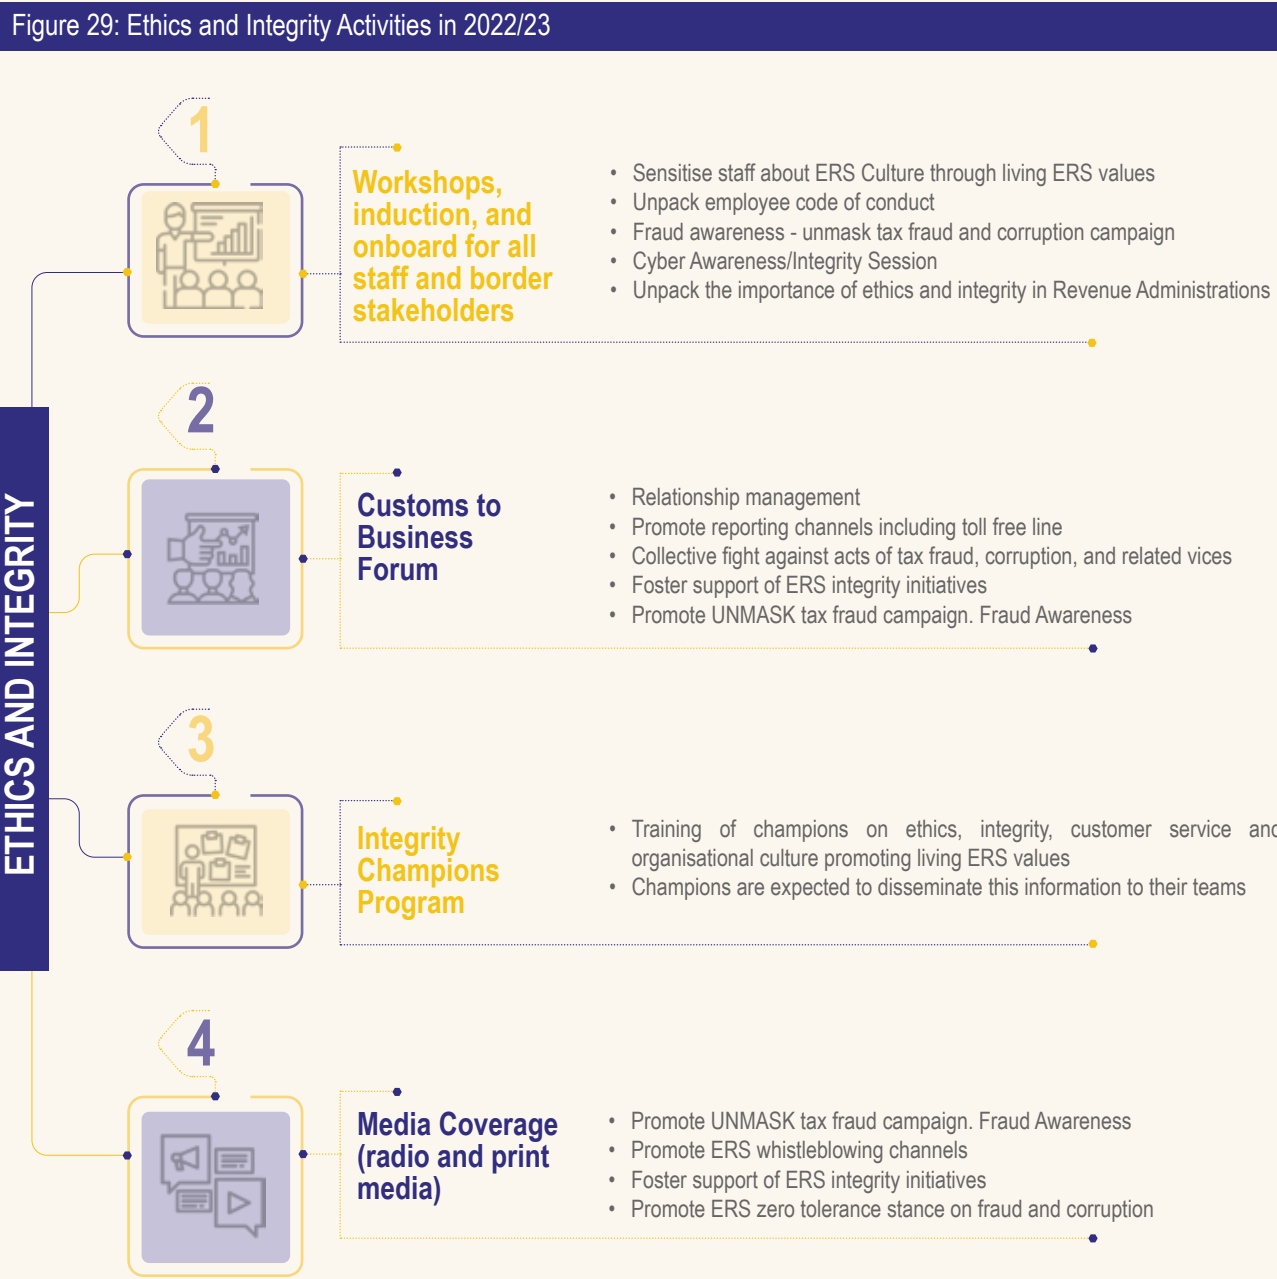 Figure 29: Ethics and Integrity Activities in 2022/23
ETHICS AND INTEGRITY
1
Workshops,
induction, and
onboard for all
staff and border
stakeholders
• Sensitise staff about ERS Culture through living ERS values
• Unpack employee code of conduct
• Fraud awareness - unmask tax fraud and corruption campaign
• Cyber Awareness/Integrity Session
• Unpack the importance of ethics and integrity in Revenue Administrations
2
Customs to
Business
Forum
• Relationship management
• Promote reporting channels including toll free line
• Collective fight against acts of tax fraud, corruption, and related vices
• Foster support of ERS integrity initiatives
• Promote UNMASK tax fraud campaign. Fraud Awareness
3
Integrity
Champions
Program
• Training of champions on ethics, integrity, customer service and
organisational culture promoting living ERS values
• Champions are expected to disseminate this information to their teams
4
Media Coverage
(radio and print
media)
• Promote UNMASK tax fraud campaign. Fraud Awareness
• Promote ERS whistleblowing channels
• Foster support of ERS integrity initiatives
• Promote ERS zero tolerance stance on fraud and corruption